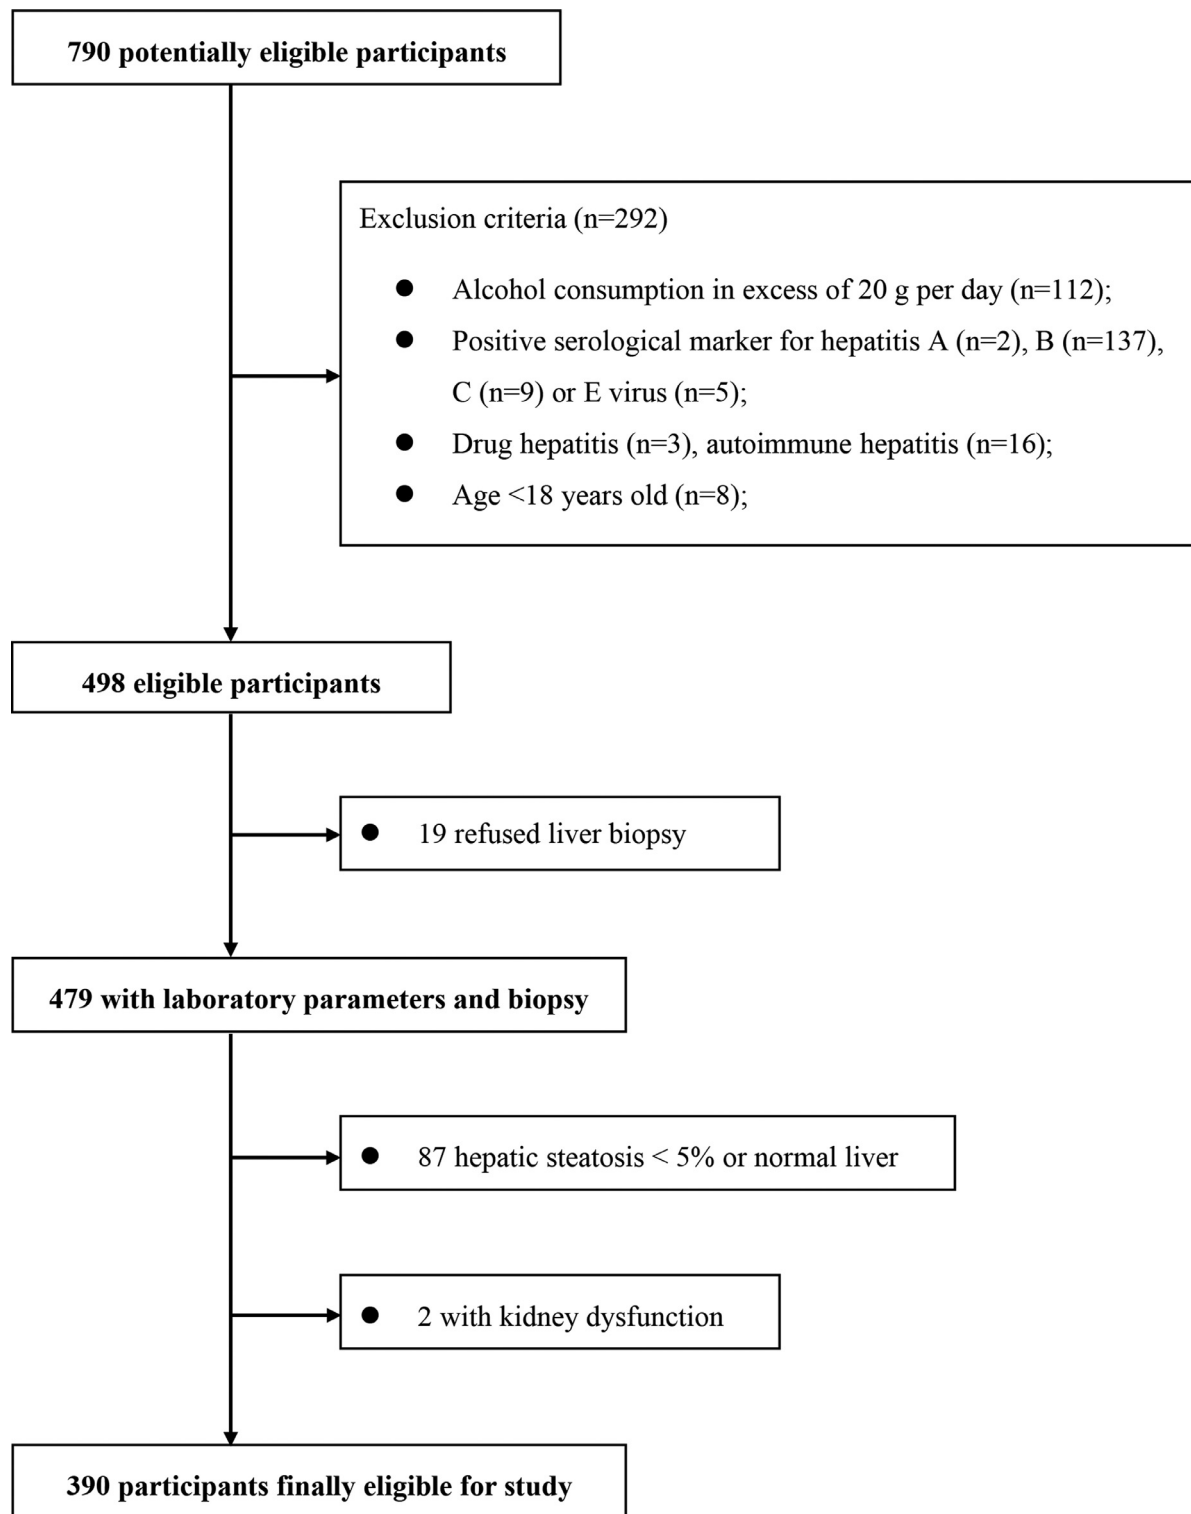 790 potentially eligible participants
Exclusion criteria (n=292)
● Alcohol consumption in excess of 20 g per day (n=112);
● Positive serological marker for hepatitis A (n=2), B (n=137),
C (n=9) or E virus (n=5);
● Drug hepatitis (n=3), autoimmune hepatitis (n=16);
● Age <18 years old (n=8);
498 eligible participants
● 19 refused liver biopsy
479 with laboratory parameters and biopsy
● 87 hepatic steatosis < 5% or normal liver
● 2 with kidney dysfunction
390 participants finally eligible for study